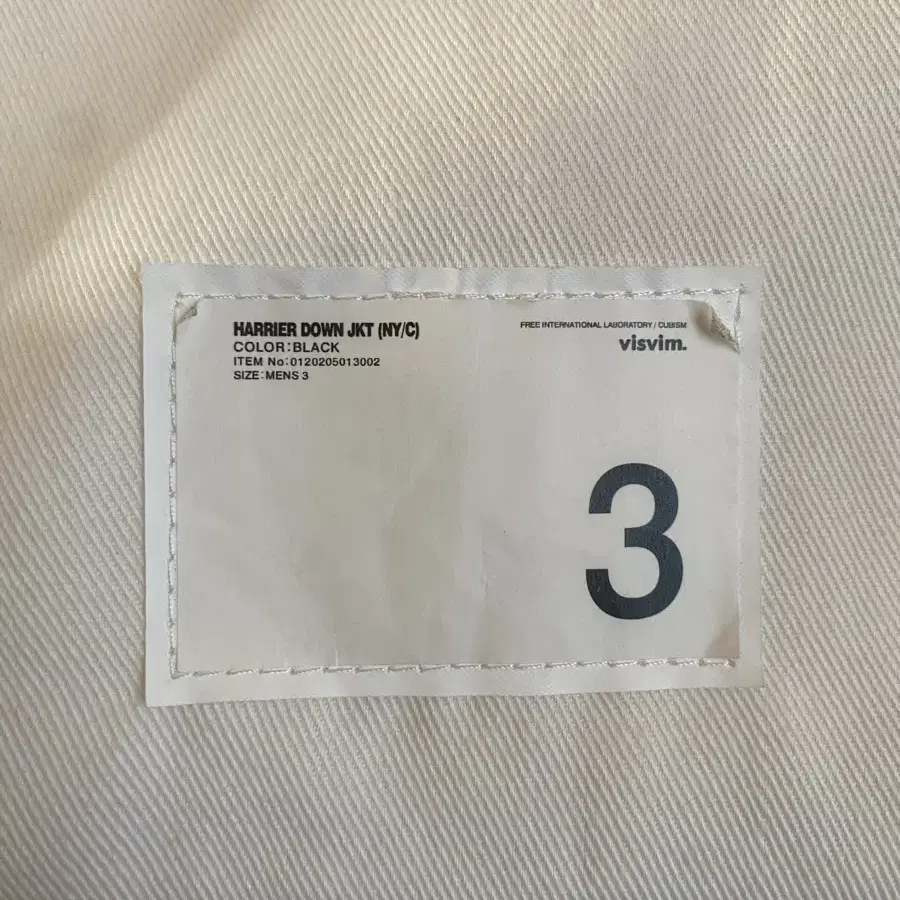 HARRIER DOWN JKT (NY/C)
COLOR:BLACK
ITEM No:0120205013002
SIZE:MENS 3
FREE INTERNATIONAL LABORATORY / CUBISM
visvim.
3